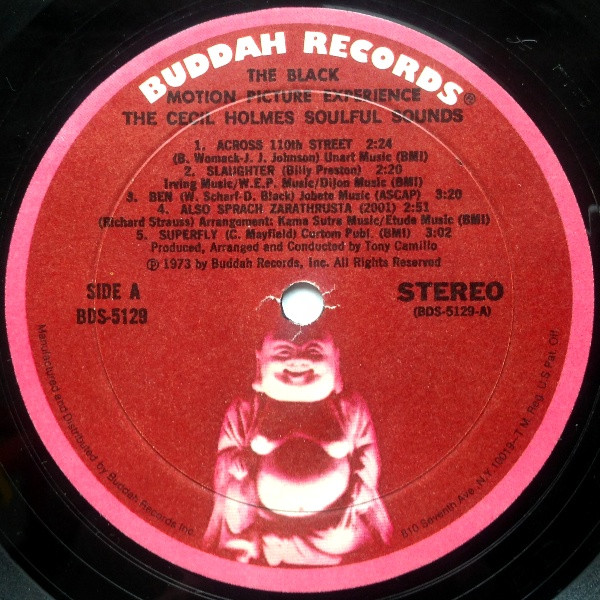 BUDDAH RECORDS®
THE BLACK
MOTION PICTURE EXPERIENCE
THE CECIL HOLMES SOULFUL SOUNDS
1. ACROSS 110th STREET 2:24
(B. Womack-J. J. Johnson) Unart Music (BMI)
2. SLAUGHTER (Billy Preston) 2:20
Irving Music/W.E.P. Music/Dijon Music (BMI)
3. BEN (W. Scharf-D. Black) Jobete Music (ASCAP) 3:20
4. ALSO SPRACH ZARATHRUSTA (2001) 2:51
(Richard Strauss) Arrangement: Kama Sutra Music/Etude Music (BMI)
5. SUPERFLY (C. Mayfield) Curtom Publ. (BMI) 3:02
Produced, Arranged and Conducted by Tony Camillo
℗ 1973 by Buddah Records, Inc. All Rights Reserved
SIDE A
BDS-5129
STEREO
(BDS-5129-A)
Manufactured and Distributed by Buddah Records Inc.
810 Seventh Ave., N.Y. 10019-T.M. Reg. U.S. Pat. Off.